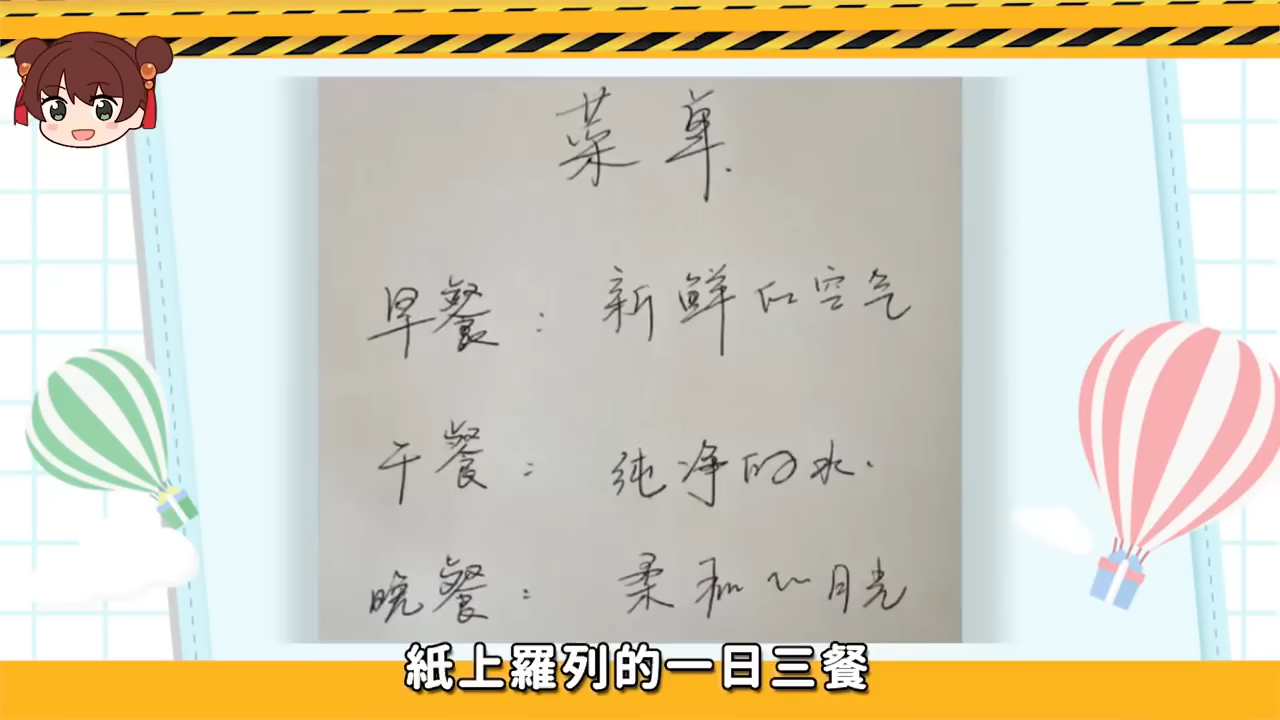 菜单.
早餐：新鲜的空气
午餐：纯净的水.
晚餐：柔和的月光
紙上羅列的一日三餐